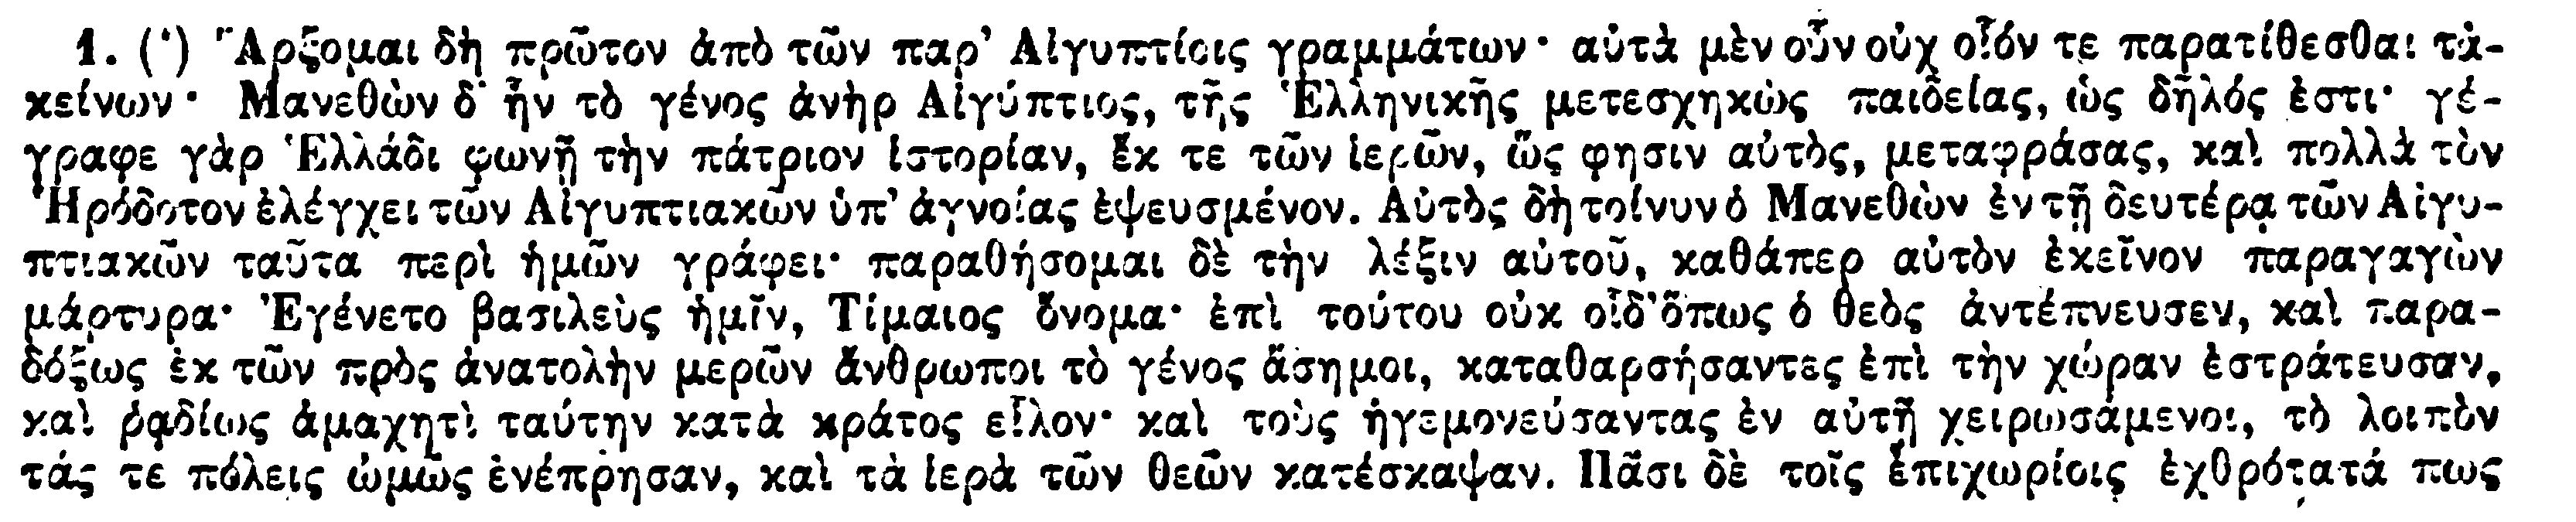 1. (') Ἄρξομαι δὴ πρῶτον ἀπὸ τῶν παρ' Αἰγυπτίοις γραμμάτων· αὐτὰ μὲν οὖν οὐχ οἷόν τε παρατίθεσθαι τἀ-
κείνων· Μανεθὼν δ' ἦν τὸ γένος ἀνὴρ Αἰγύπτιος, τῆς Ἑλληνικῆς μετεσχηκὼς παιδείας, ὡς δῆλός ἐστι· γέ-
γραφε γὰρ Ἑλλάδι φωνῇ τὴν πάτριον ἱστορίαν, ἔκ τε τῶν ἱερῶν, ὥς φησιν αὐτὸς, μεταφράσας, καὶ πολλὰ τὸν
Ἡρόδοτον ἐλέγχει τῶν Αἰγυπτιακῶν ὑπ' ἀγνοίας ἐψευσμένον. Αὐτὸς δὴ τοίνυν ὁ Μανεθὼν ἐν τῇ δευτέρᾳ τῶν Αἰγυ-
πτιακῶν ταῦτα περὶ ἡμῶν γράφει· παραθήσομαι δὲ τὴν λέξιν αὐτοῦ, καθάπερ αὐτὸν ἐκεῖνον παραγαγὼν
μάρτυρα· Ἐγένετο βασιλεὺς ἡμῖν, Τίμαιος ὄνομα· ἐπὶ τούτου οὐκ οἶδ' ὅπως ὁ θεὸς ἀντέπνευσεν, καὶ παρα-
δόξως ἐκ τῶν πρὸς ἀνατολὴν μερῶν ἄνθρωποι τὸ γένος ἄσημοι, καταθαρσήσαντες ἐπὶ τὴν χώραν ἐστράτευσαν,
καὶ ῥᾳδίως ἀμαχητὶ ταύτην κατὰ κράτος εἷλον· καὶ τοὺς ἡγεμονεύσαντας ἐν αὐτῇ χειρωσάμενοι, τὸ λοιπὸν
τάς τε πόλεις ὠμῶς ἐνέπρησαν, καὶ τὰ ἱερὰ τῶν θεῶν κατέσκαψαν. Πᾶσι δὲ τοῖς ἐπιχωρίοις ἐχθρότατά πως